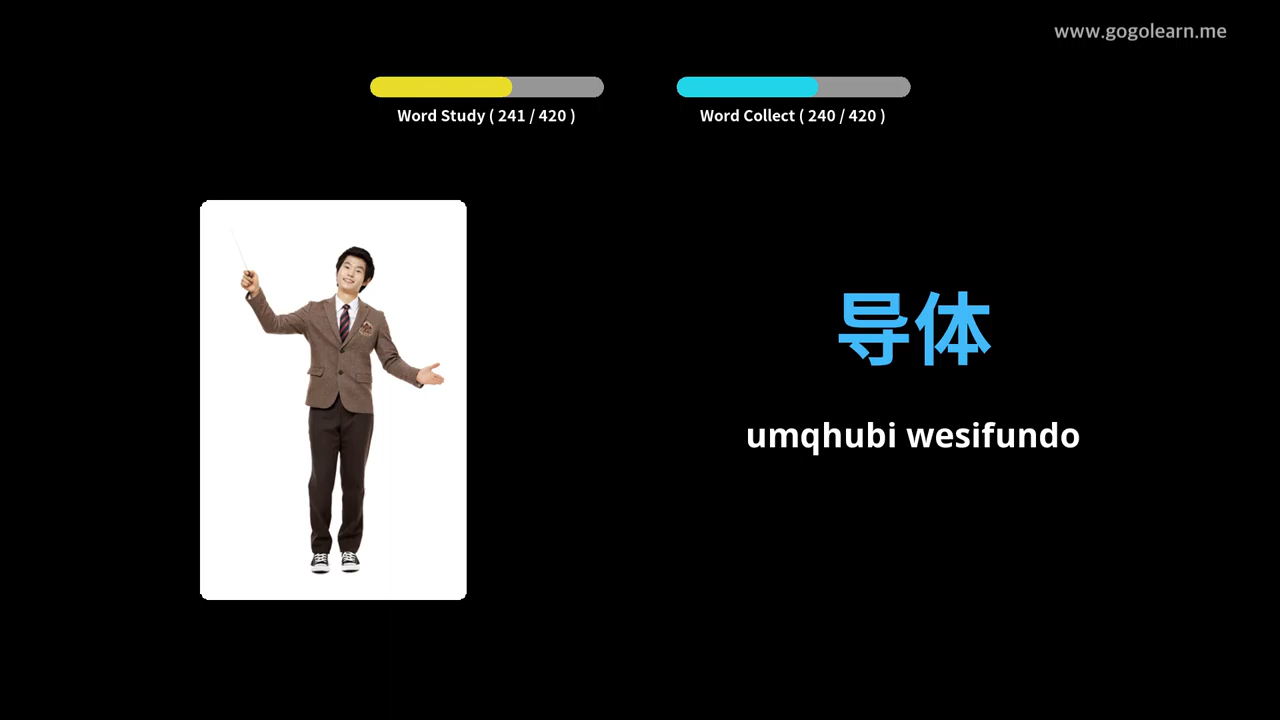 www.gogolearn.me
Word Study ( 241 / 420 )
Word Collect ( 240 / 420 )
导体
umqhubi wesifundo